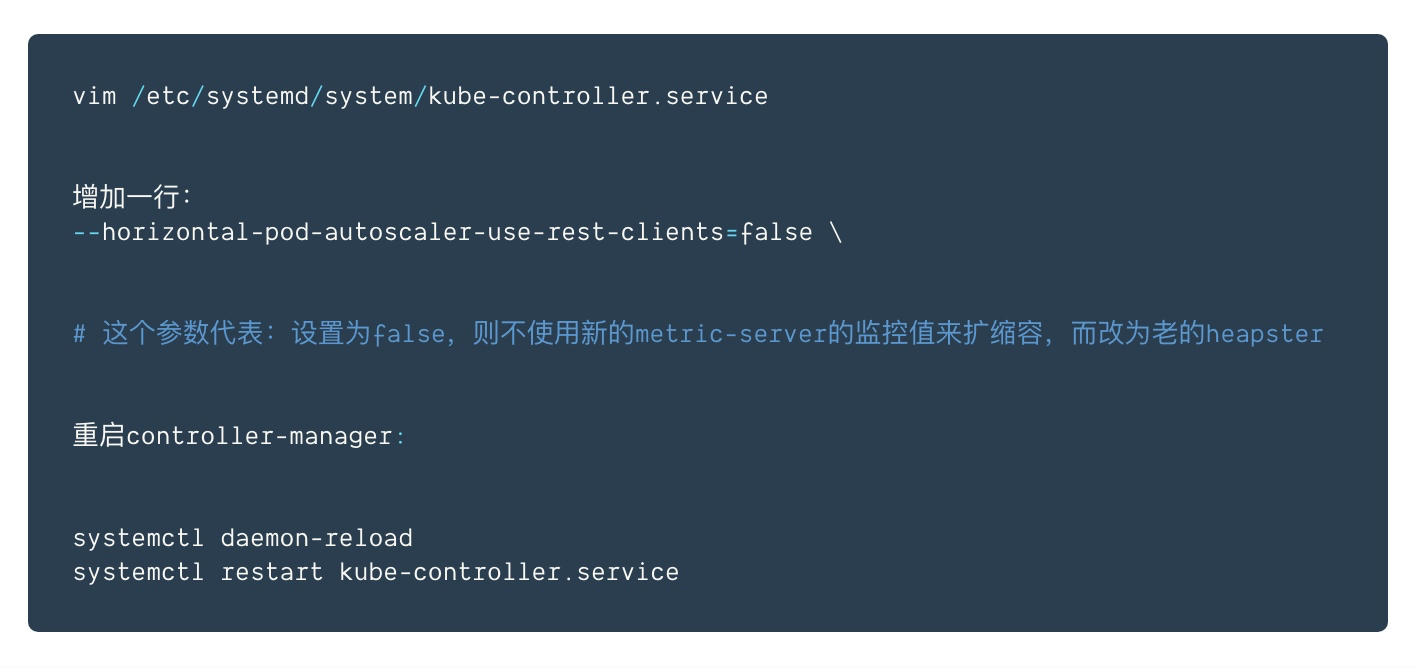 vim /etc/systemd/system/kube-controller.service
增加一行：
--horizontal-pod-autoscaler-use-rest-clients=false \
# 这个参数代表：设置为false，则不使用新的metric-server的监控值来扩缩容，而改为老的heapster
重启controller-manager:
systemctl daemon-reload
systemctl restart kube-controller.service